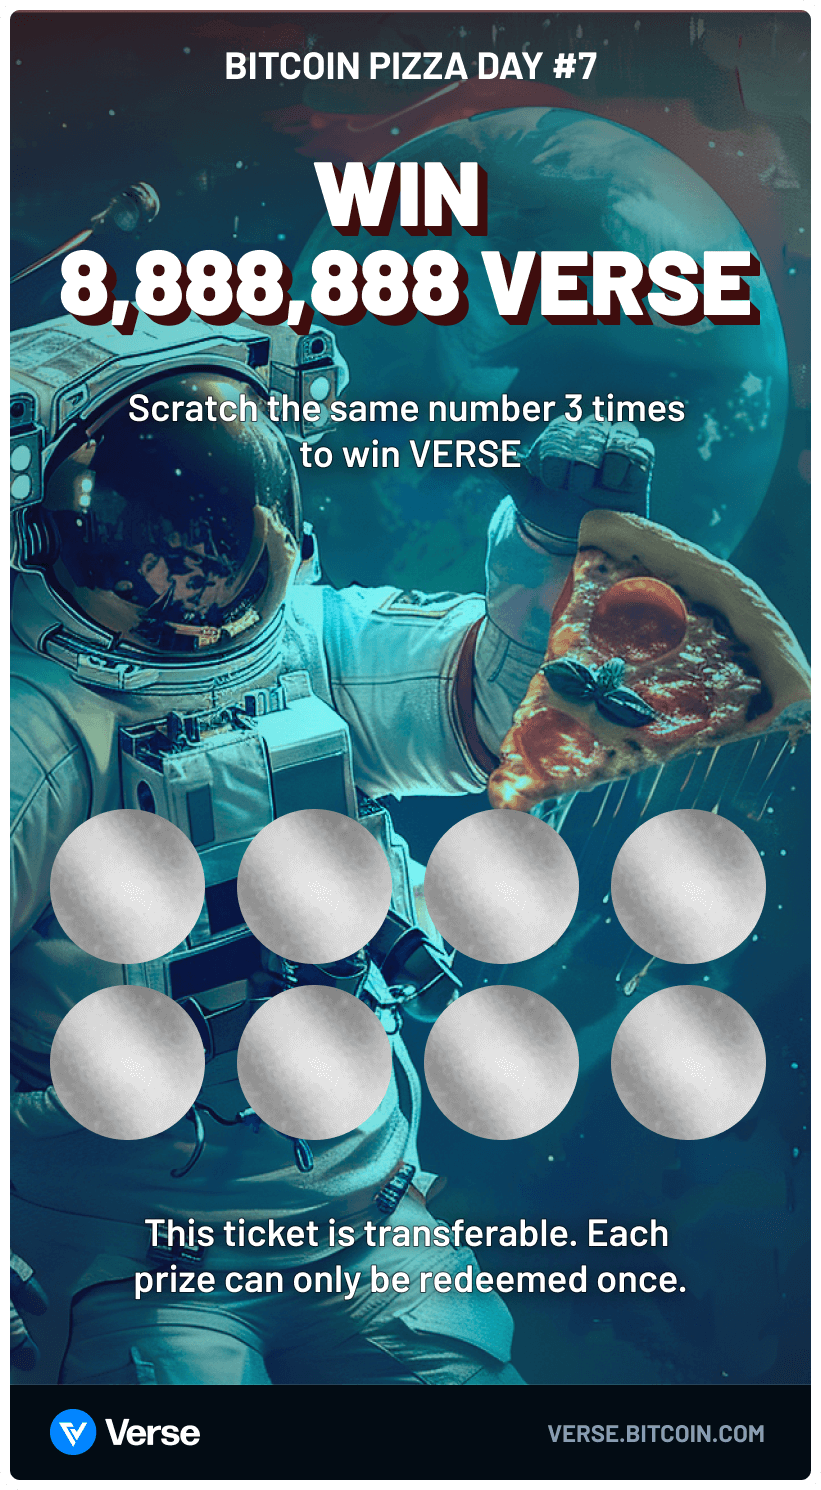 BITCOIN PIZZA DAY #7
WIN
8,888,888 VERSE
Scratch the same number 3 times
to win VERSE
This ticket is transferable. Each
prize can only be redeemed once.
Verse
VERSE.BITCOIN.COM